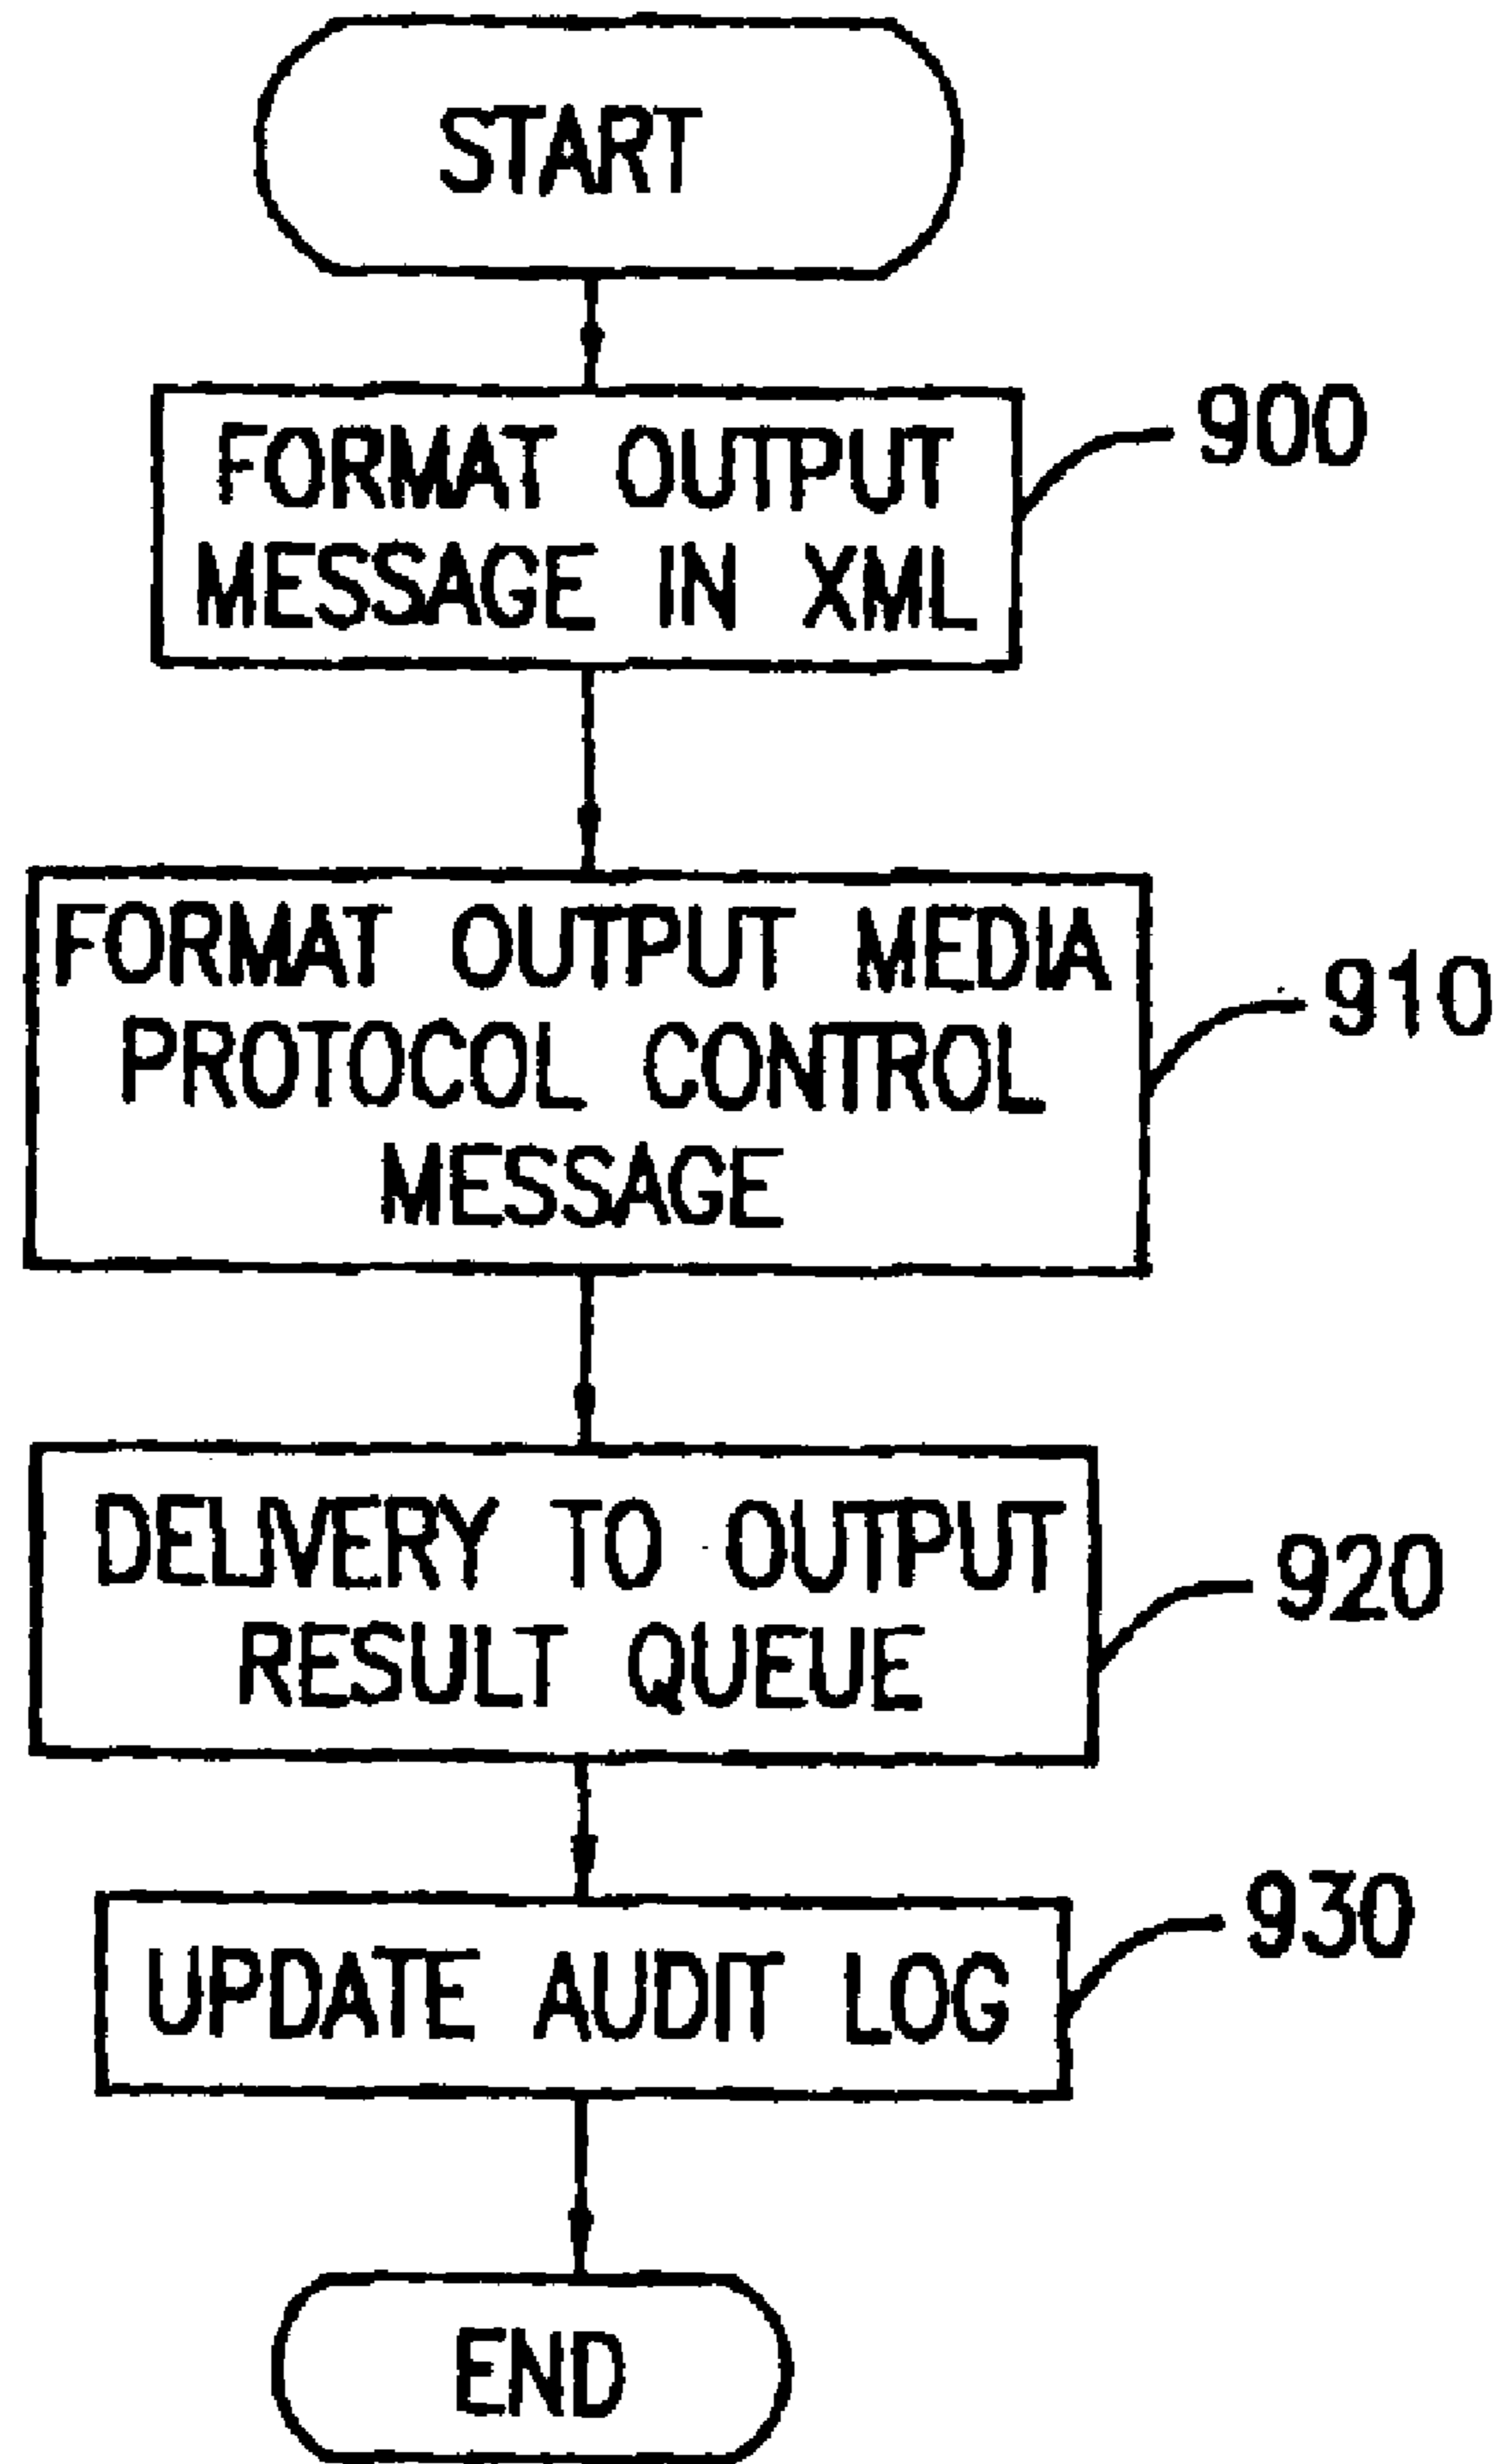 START
FORMAT OUTPUT
MESSAGE IN XML
900
FORMAT OUTPUT MEDIA
PROTOCOL CONTROL
MESSAGE
910
DELIVERY TO OUTPUT
RESULT QUEUE
920
UPDATE AUDIT LOG
930
END